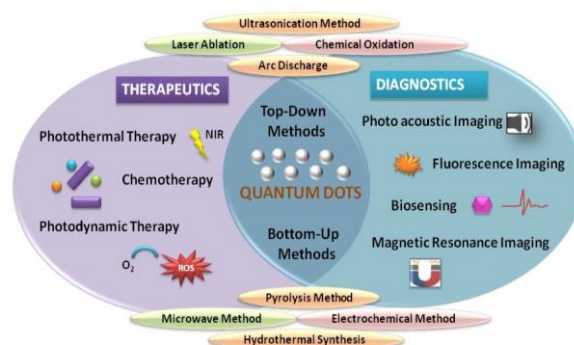 Ultrasonication Method
Laser Ablation
Chemical Oxidation
Arc Discharge
THERAPEUTICS
DIAGNOSTICS
Top-Down
Methods
Photothermal Therapy
NIR
Photo acoustic Imaging
Chemotherapy
Fluorescence Imaging
QUANTUM DOTS
Biosensing
Photodynamic Therapy
Bottom-Up
Methods
Magnetic Resonance Imaging
O₂
ROS
Pyrolysis Method
Microwave Method
Electrochemical Method
Hydrothermal Synthesis